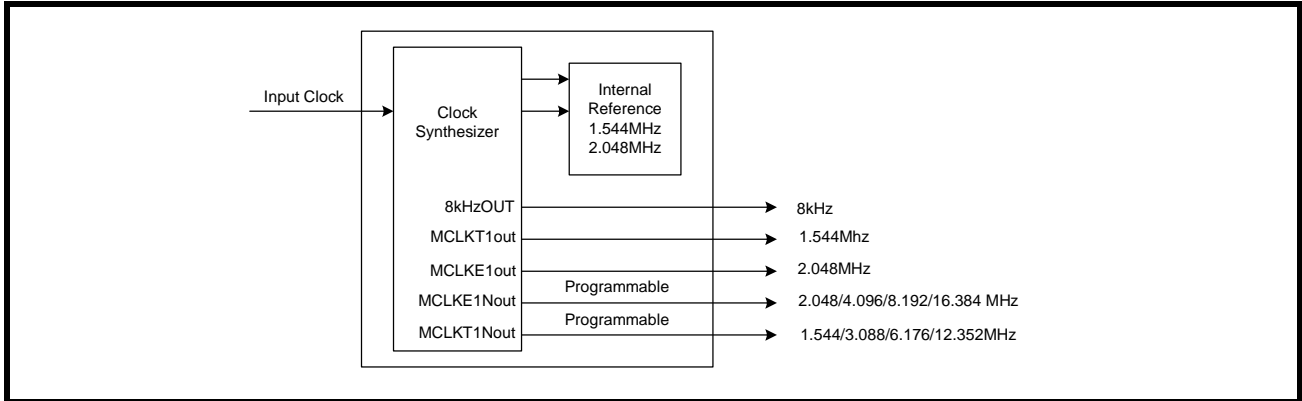 Input Clock
Clock
Synthesizer
Internal
Reference
1.544MHz
2.048MHz
8kHzOUT
8kHz
MCLKT1out
1.544Mhz
MCLKE1out
2.048MHz
MCLKE1Nout
Programmable
2.048/4.096/8.192/16.384 MHz
MCLKT1Nout
Programmable
1.544/3.088/6.176/12.352MHz